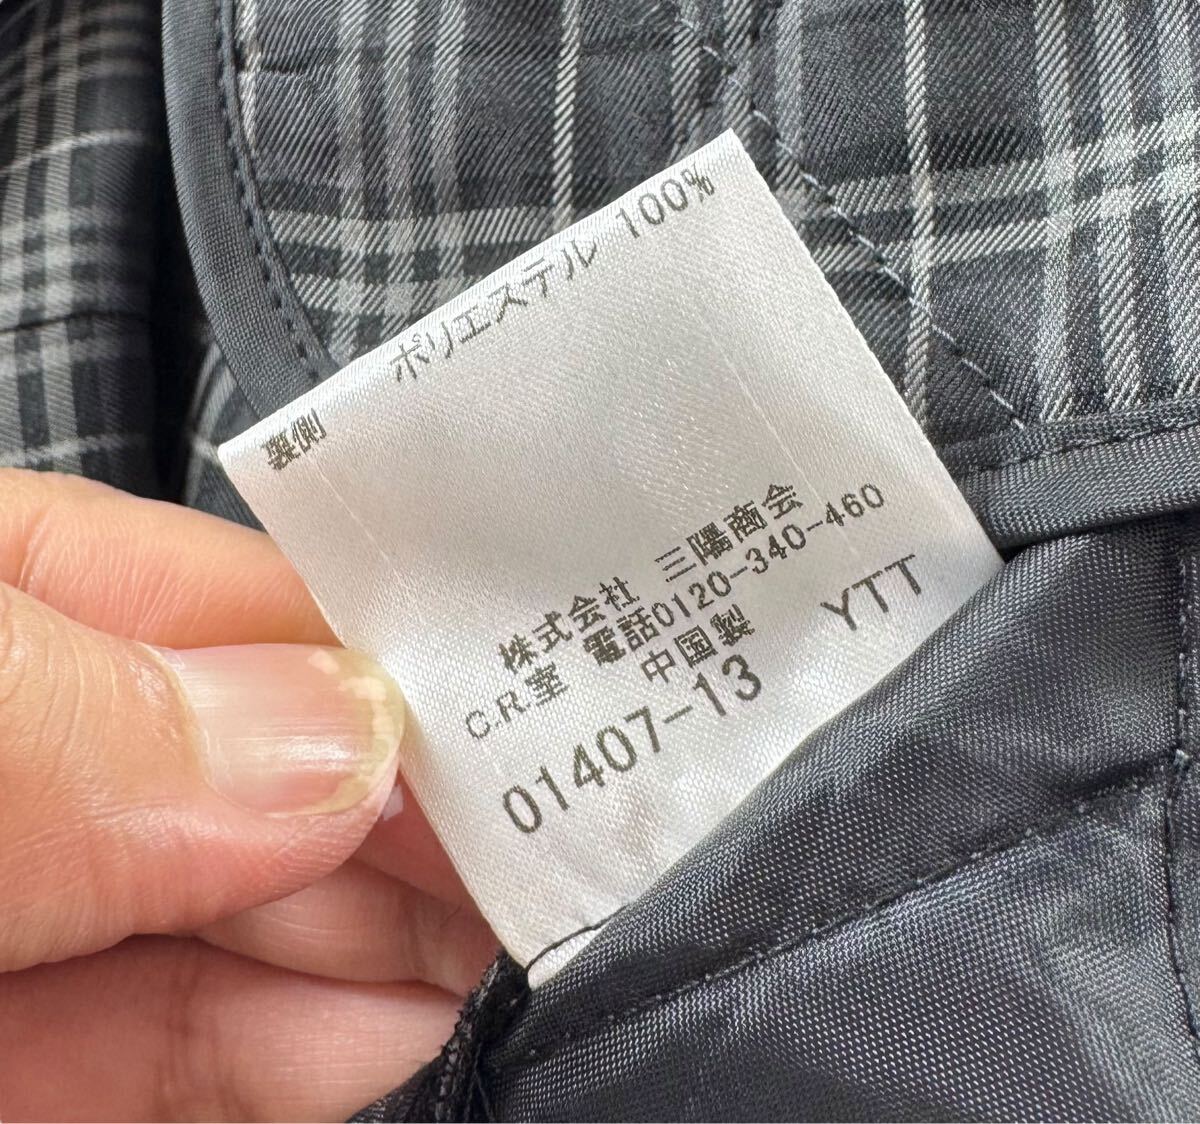 裏側
ポリエステル 100%
株式会社 三陽商会
C.R.室 電話0120-340-460
中国製 YTT
01407-13